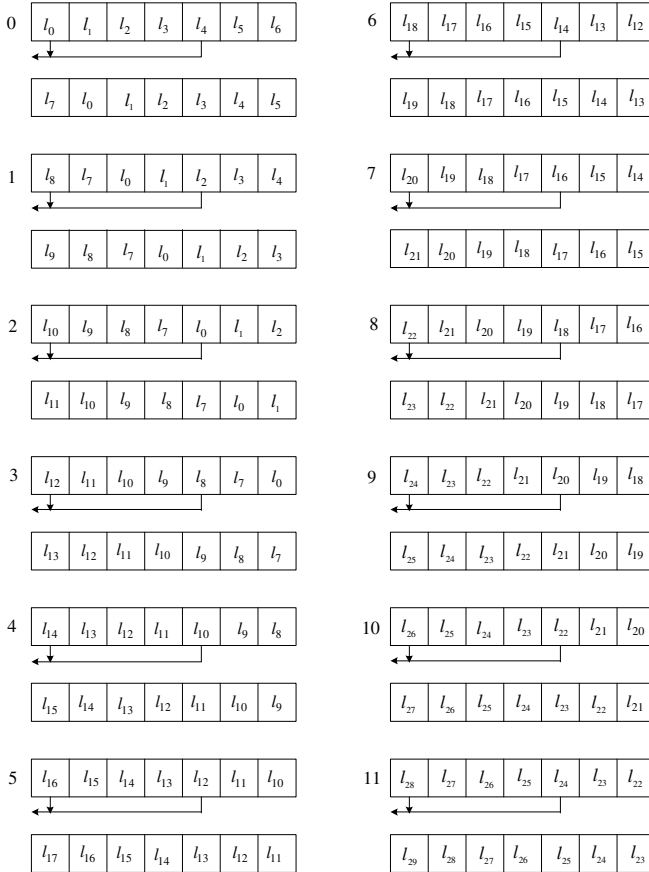 0 l₀ l₁ l₂ l₃ l₄ l₅ l₆
l₇ l₀ l₁ l₂ l₃ l₄ l₅
1 l₈ l₇ l₀ l₁ l₂ l₃ l₄
l₉ l₈ l₇ l₀ l₁ l₂ l₃
2 l₁₀ l₉ l₈ l₇ l₀ l₁ l₂
l₁₁ l₁₀ l₉ l₈ l₇ l₀ l₁
3 l₁₂ l₁₁ l₁₀ l₉ l₈ l₇ l₀
l₁₃ l₁₂ l₁₁ l₁₀ l₉ l₈ l₇
4 l₁₄ l₁₃ l₁₂ l₁₁ l₁₀ l₉ l₈
l₁₅ l₁₄ l₁₃ l₁₂ l₁₁ l₁₀ l₉
5 l₁₆ l₁₅ l₁₄ l₁₃ l₁₂ l₁₁ l₁₀
l₁₇ l₁₆ l₁₅ l₁₄ l₁₃ l₁₂ l₁₁
6 l₁₈ l₁₇ l₁₆ l₁₅ l₁₄ l₁₃ l₁₂
l₁₉ l₁₈ l₁₇ l₁₆ l₁₅ l₁₄ l₁₃
7 l₂₀ l₁₉ l₁₈ l₁₇ l₁₆ l₁₅ l₁₄
l₂₁ l₂₀ l₁₉ l₁₈ l₁₇ l₁₆ l₁₅
8 l₂₂ l₂₁ l₂₀ l₁₉ l₁₈ l₁₇ l₁₆
l₂₃ l₂₂ l₂₁ l₂₀ l₁₉ l₁₈ l₁₇
9 l₂₄ l₂₃ l₂₂ l₂₁ l₂₀ l₁₉ l₁₈
l₂₅ l₂₄ l₂₃ l₂₂ l₂₁ l₂₀ l₁₉
10 l₂₆ l₂₅ l₂₄ l₂₃ l₂₂ l₂₁ l₂₀
l₂₇ l₂₆ l₂₅ l₂₄ l₂₃ l₂₂ l₂₁
11 l₂₈ l₂₇ l₂₆ l₂₅ l₂₄ l₂₃ l₂₂
l₂₉ l₂₈ l₂₇ l₂₆ l₂₅ l₂₄ l₂₃